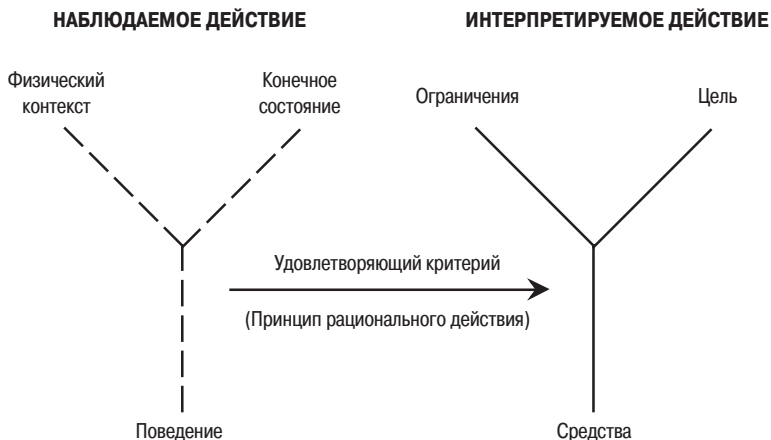 НАБЛЮДАЕМОЕ ДЕЙСТВИЕ
ИНТЕРПРЕТИРУЕМОЕ ДЕЙСТВИЕ
Физический
контекст
Конечное
состояние
Ограничения
Цель
Удовлетворяющий критерий
(Принцип рационального действия)
Поведение
Средства